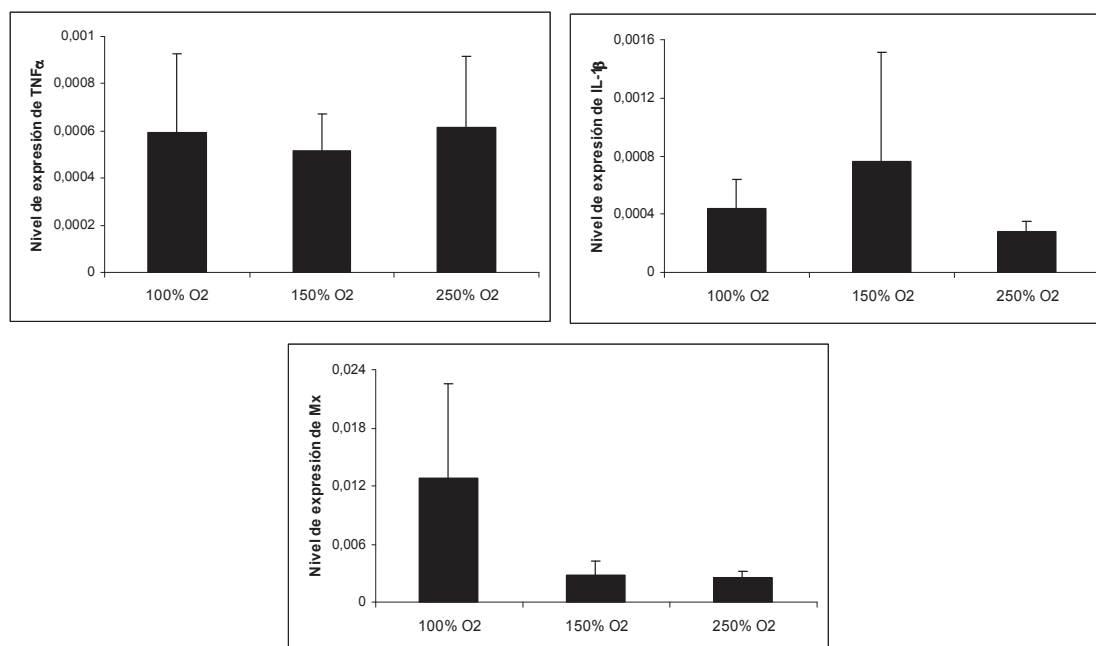 Nivel de expresión de TNFα
0,001
0,0008
0,0006
0,0004
0,0002
0
100% O2 150% O2 250% O2
Nivel de expresión de IL-1β
0,0016
0,0012
0,0008
0,0004
0
100% O2 150% O2 250% O2
Nivel de expresión de Mx
0,024
0,018
0,012
0,006
0
100% O2 150% O2 250% O2